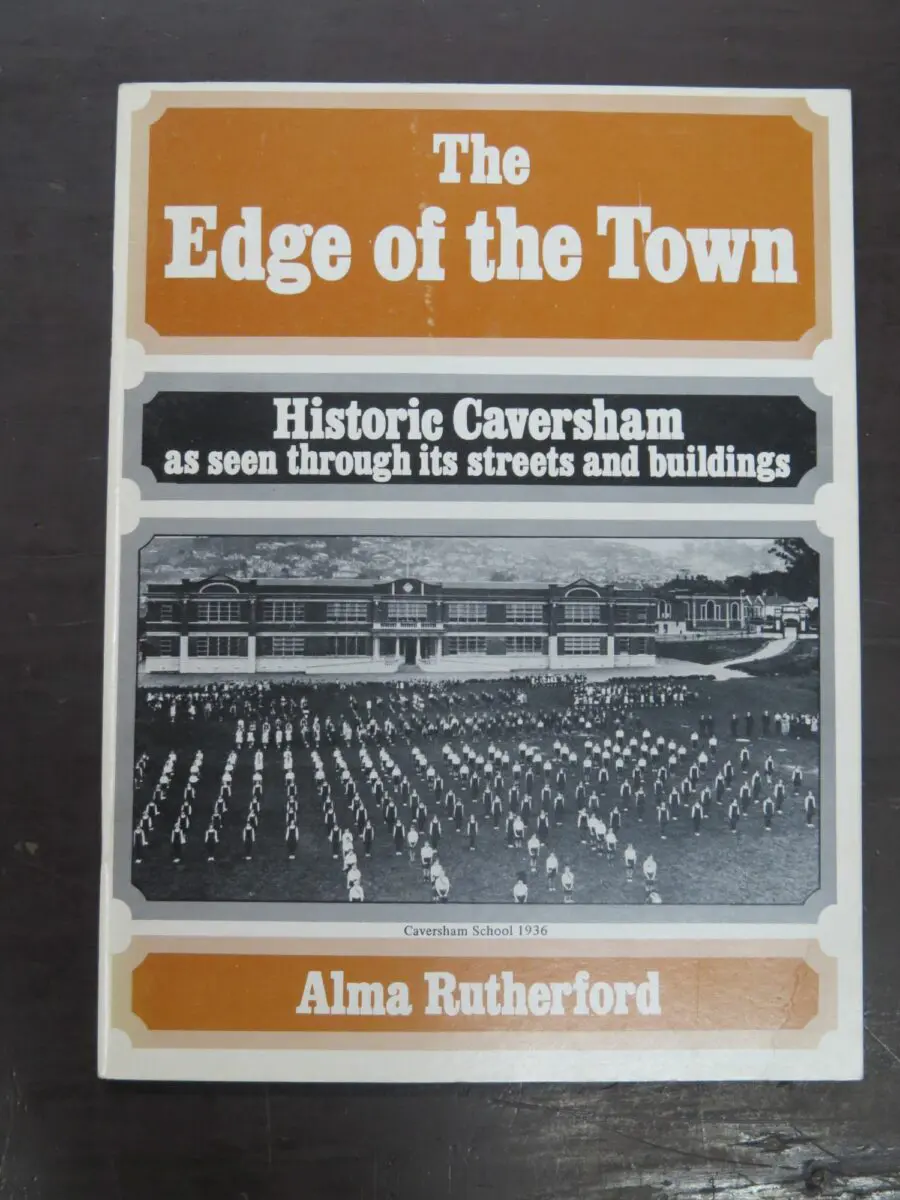 The
Edge of the Town
Historic Caversham
as seen through its streets and buildings
Caversham School 1936
Alma Rutherford